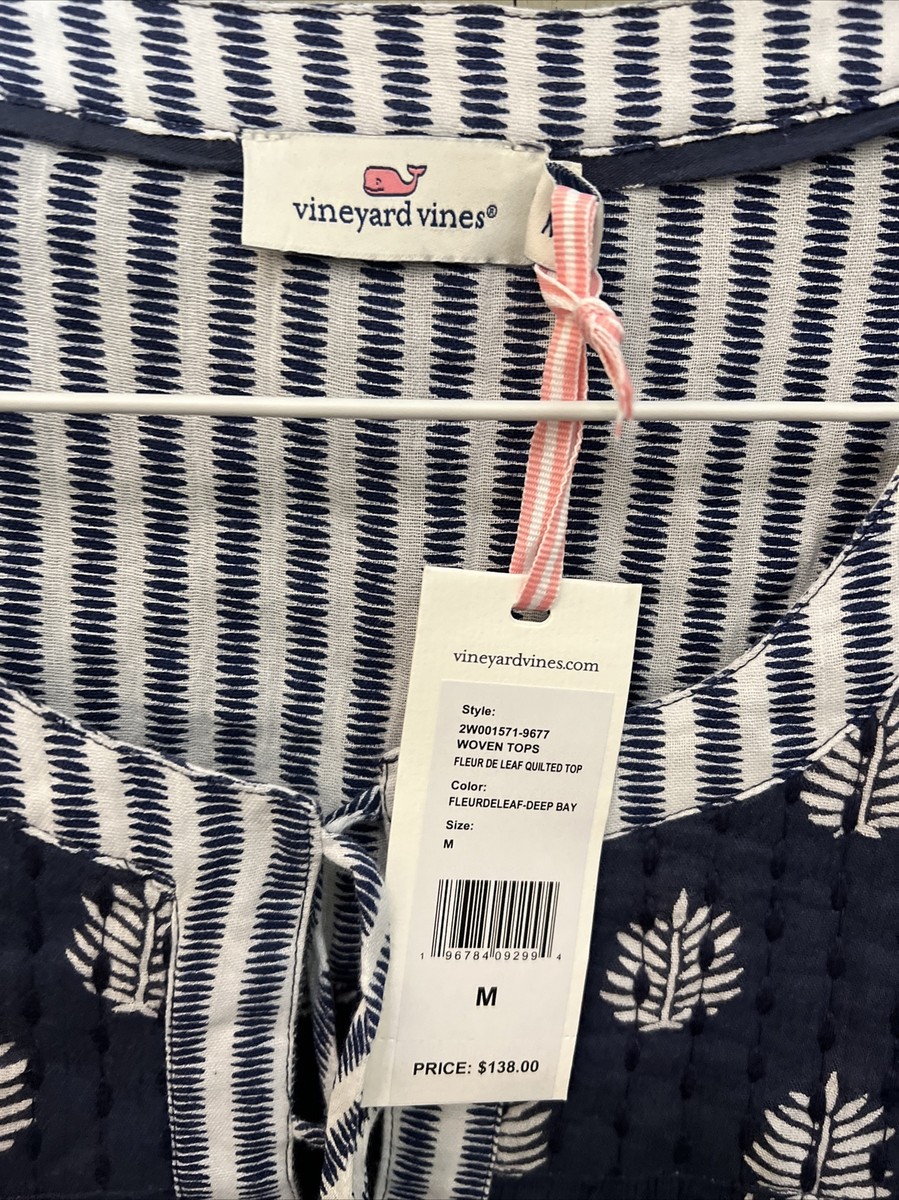 vineyard vines®
vineyardvines.com
Style:
2W001571-9677
WOVEN TOPS
FLEUR DE LEAF QUILTED TOP
Color:
FLEURDELEAF-DEEP BAY
Size:
M
1 96784 09299 4
M
PRICE: $138.00